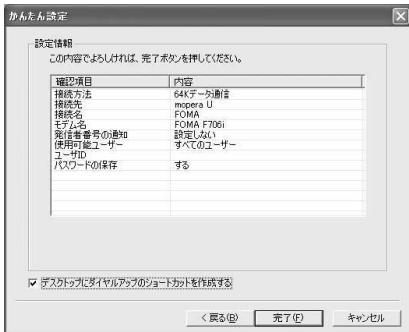 かんたん設定
設定情報
この内容でよろしければ、完了ボタンを押してください。
確認項目 内容
接続方法 64Kデータ通信
接続先 mopera U
接続名 FOMA
モデム名 FOMA F706i
発信者番号の通知 設定しない
使用可能ユーザー すべてのユーザー
ユーザID
パスワードの保存 する
デスクトップにダイヤルアップのショートカットを作成する
< 戻る(B) 完了(F) キャンセル